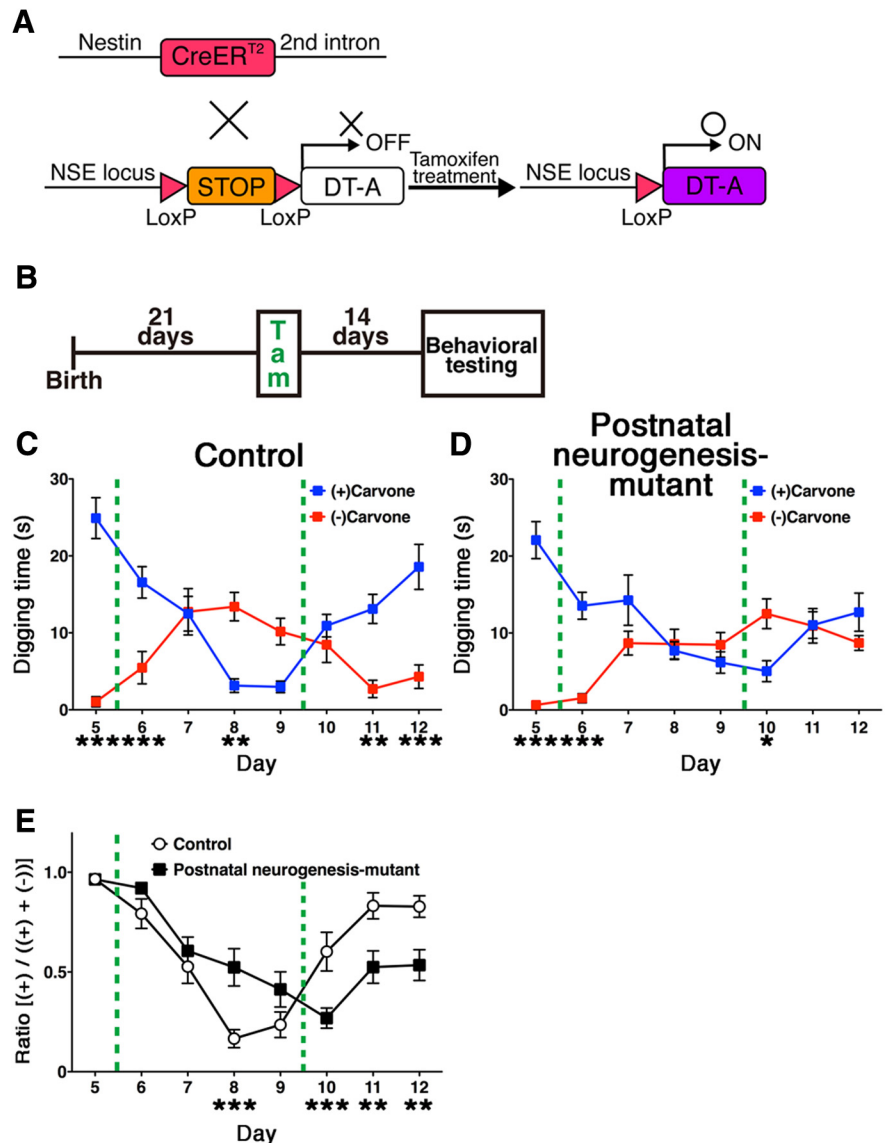 A
Nestin
CreER^T2
2nd intron
OFF
ON
NSE locus
STOP
DT-A
Tamoxifen
treatment
NSE locus
DT-A
LoxP
LoxP
LoxP
B
21
days
14
days
Tam
Behavioral
testing
Birth
C
Control
(+)Carvone
(-)Carvone
Digging time (s)
30
20
10
0
5 6 7 8 9 10 11 12
*** *** ** ** ***
Day
D
Postnatal
neurogenesis-
mutant
(+)Carvone
(-)Carvone
Digging time (s)
30
20
10
0
5 6 7 8 9 10 11 12
*** *** *
Day
E
Control
Postnatal neurogenesis-mutant
Ratio [(+) / ((+) + (-))]
1.0
0.5
0
5 6 7 8 9 10 11 12
*** *** ** **
Day